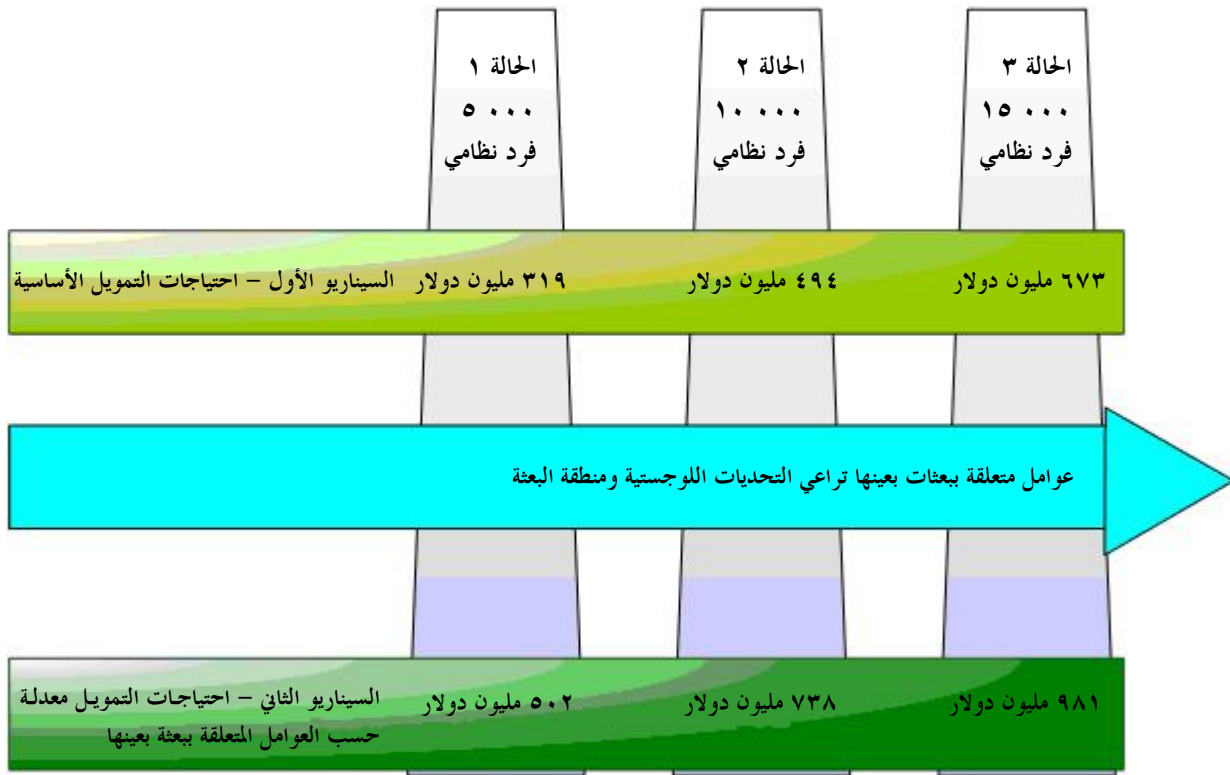 الحالة ١
٥ ٠٠٠
فرد نظامي
الحالة ٢
١٠ ٠٠٠
فرد نظامي
الحالة ٣
١٥ ٠٠٠
فرد نظامي
السيناريو الأول – احتياجات التمويل الأساسية
٣١٩ مليون دولار
٤٩٤ مليون دولار
٦٧٣ مليون دولار
عوامل متعلقة ببعثات بعينها تراعي التحديات اللوجستية ومنطقة البعثة
السيناريو الثاني – احتياجات التمويل معدلة
حسب العوامل المتعلقة ببعثة بعينها
٥٠٢ مليون دولار
٧٣٨ مليون دولار
٩٨١ مليون دولار